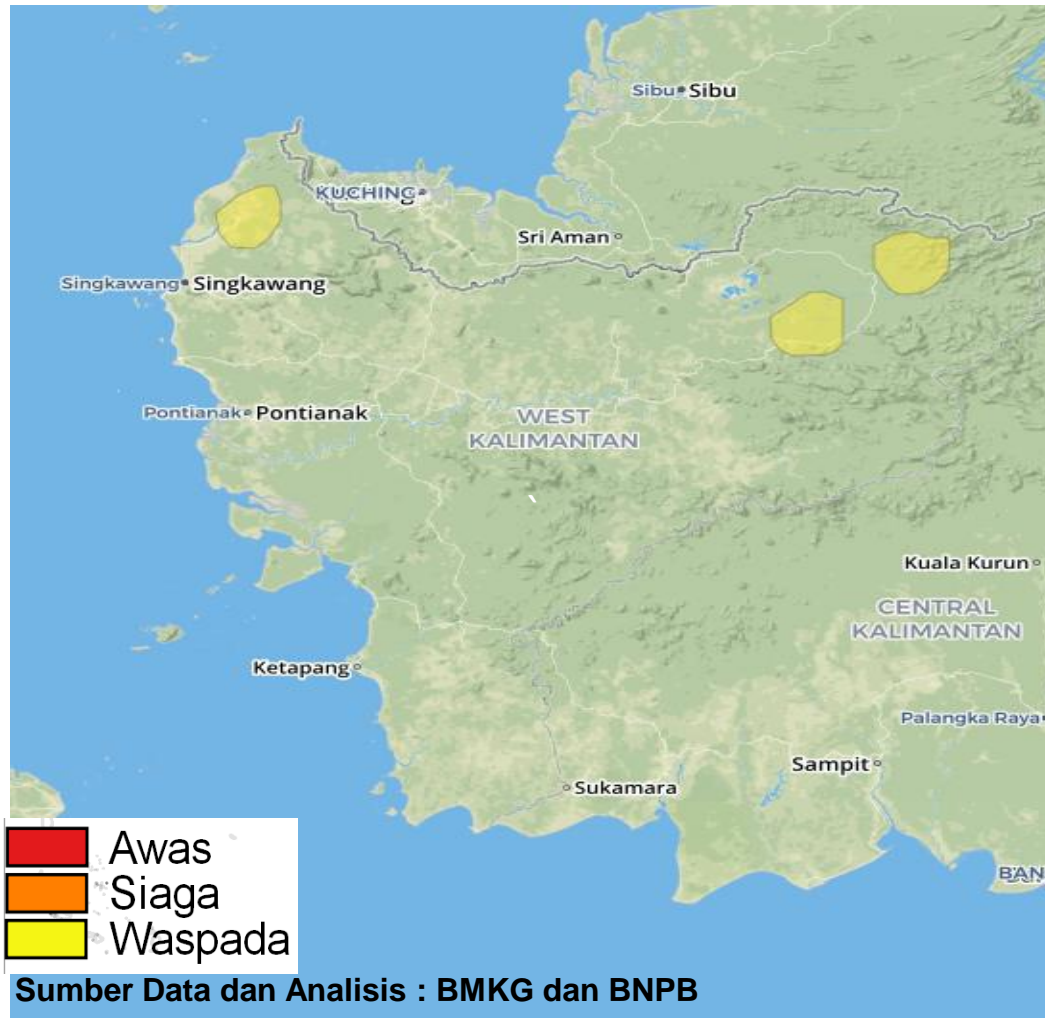 Sibu Sibu
KUCHING
Sri Aman
Singkawang Singkawang
Pontianak Pontianak
WEST
KALIMANTAN
Kuala Kurun
CENTRAL
KALIMANTAN
Ketapang
Palangka Raya
Sampit
Sukamara
BAN
Awas
Siaga
Waspada
Sumber Data dan Analisis : BMKG dan BNPB